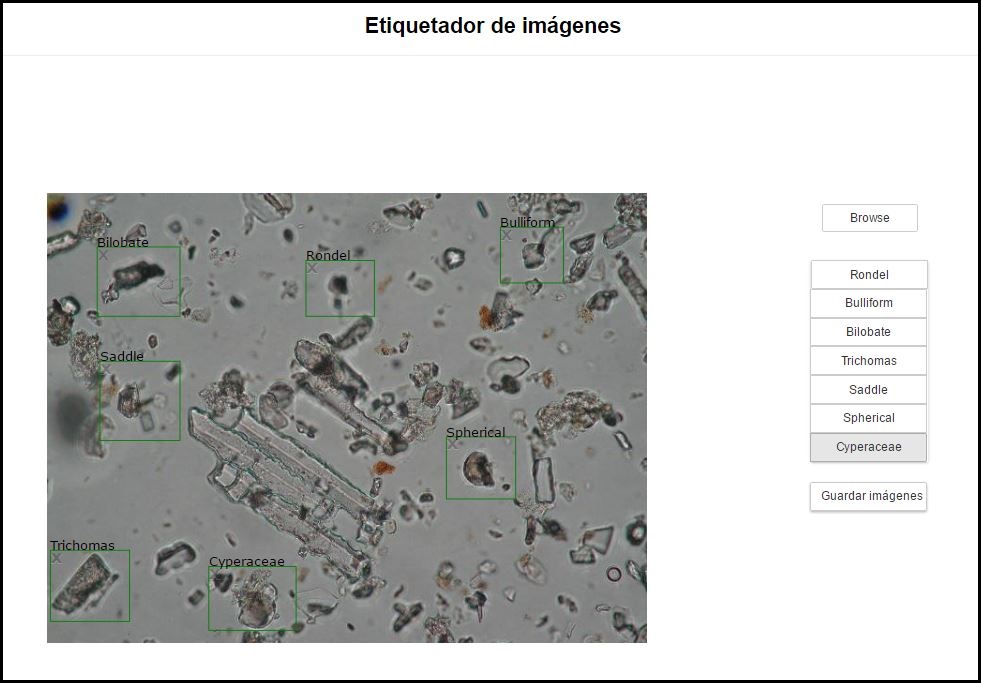 Etiquetador de imágenes
Bulliform
Bilobate
Rondel
Saddle
Spherical
Trichomas
Cyperaceae
Browse
Rondel
Bulliform
Bilobate
Trichomas
Saddle
Spherical
Cyperaceae
Guardar imágenes